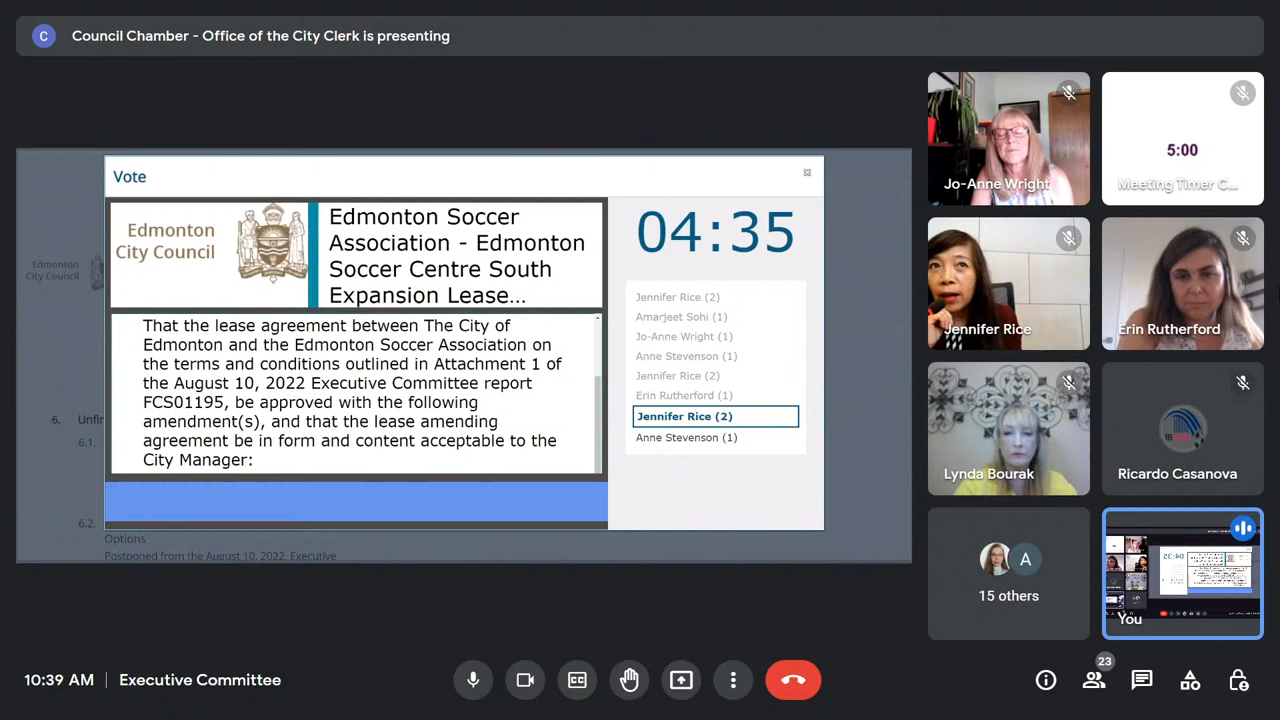 C
Council Chamber - Office of the City Clerk is presenting
Vote
Edmonton
City Council
Edmonton Soccer
Association - Edmonton
Soccer Centre South
Expansion Lease...
That the lease agreement between The City of
Edmonton and the Edmonton Soccer Association on
the terms and conditions outlined in Attachment 1 of
the August 10, 2022 Executive Committee report
FCS01195, be approved with the following
amendment(s), and that the lease amending
agreement be in form and content acceptable to the
City Manager:
04:35
Jennifer Rice (2)
Amarjeet Sohi (1)
Jo-Anne Wright (1)
Anne Stevenson (1)
Jennifer Rice (2)
Erin Rutherford (1)
Jennifer Rice (2)
Anne Stevenson (1)
Edmonton
City Council
6.
6.1.
6.2.
Options
Postponed from the August 10, 2022, Executive
Jo-Anne Wright
5:00
Meeting Timer C...
Jennifer Rice
Erin Rutherford
Lynda Bourak
Ricardo Casanova
A
15 others
You
10:39 AM
Executive Committee
23